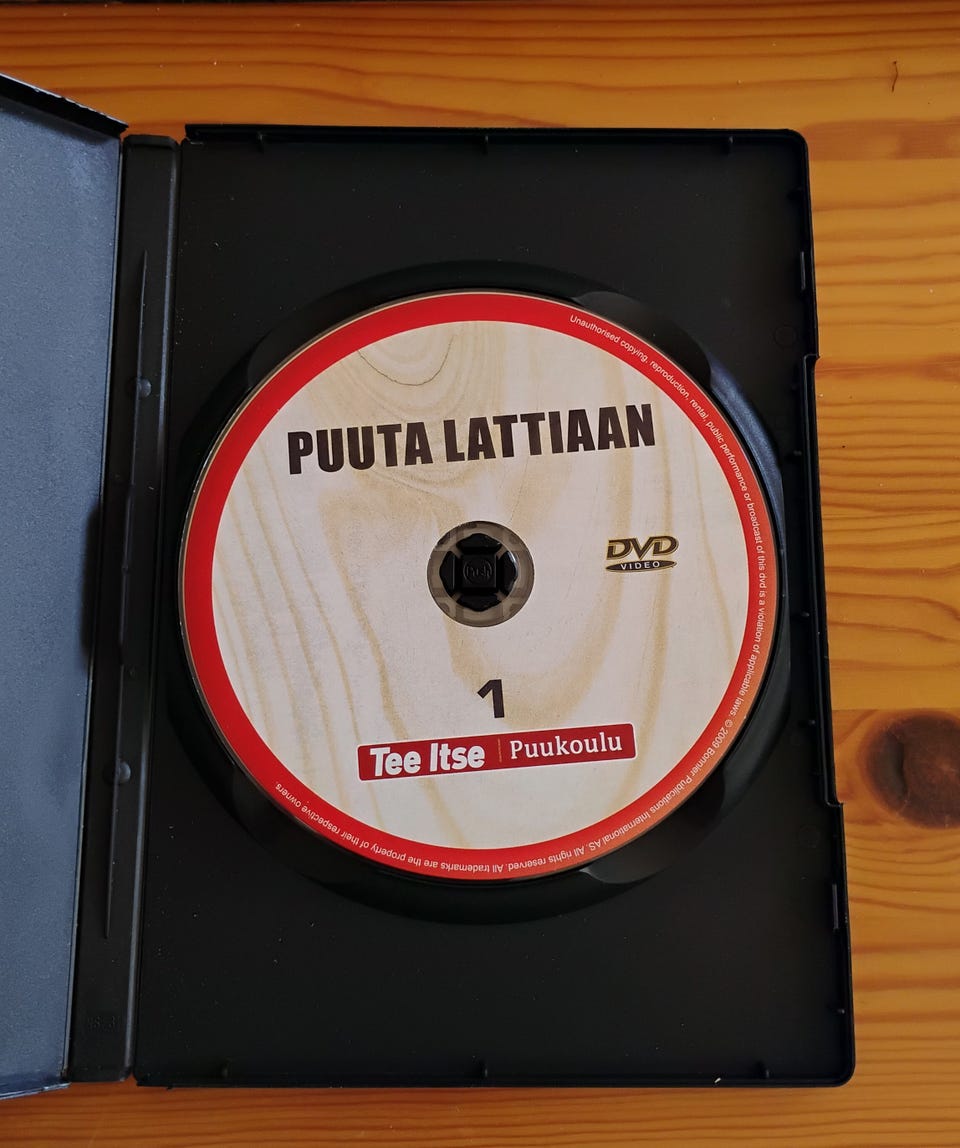 PUUTA LATTIAAN
DVD
VIDEO
Push
1
Tee Itse | Puukoulu
Unauthorised copying, reproduction, rental, public performance or broadcast of this dvd is a violation of applicable laws. © 2009 Bonnier Publications International AS. All rights reserved. All trademarks are the property of their respective owners.